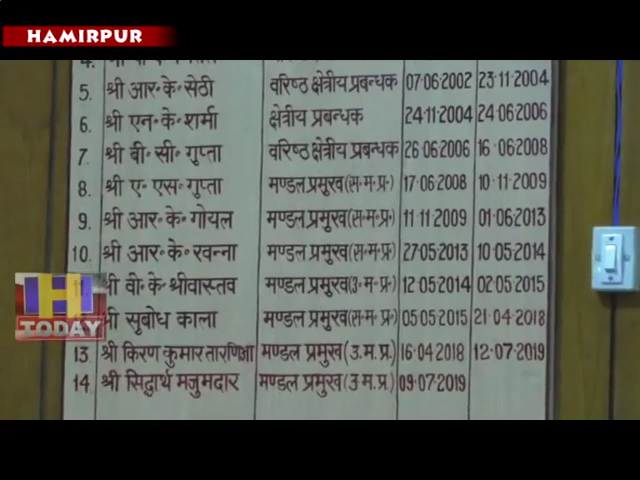 HAMIRPUR
4.
5. श्री आर॰के॰सेठी वरिष्ठ क्षेत्रीय प्रबन्धक 07·06·2002 23·11·2004
6. श्री एन॰के॰शर्मा क्षेत्रीय प्रबन्धक 24·11·2004 24·06·2006
7. श्री बी॰सी॰गुप्ता वरिष्ठ क्षेत्रीय प्रबन्धक 26·06·2006 16·06·2008
8. श्री ए॰एस॰गुप्ता मण्डल प्रमुख(स॰म॰प्र॰) 17·06·2008 10·11·2009
9. श्री आर॰के॰गोयल मण्डल प्रमुख(स॰म॰प्र॰) 11·11·2009 01·06·2013
10. श्री आर॰के॰रवन्ना मण्डल प्रमुख(स॰म॰प्र॰) 27·05·2013 10·05·2014
श्री वी॰के॰श्रीवास्तव मण्डल प्रमुख(उ॰म॰प्र॰) 12·05·2014 02·05·2015
श्री सुबोध काला मण्डल प्रमुख(स॰म॰प्र॰) 05·05·2015 21·04·2018
13 श्री किरण कुमार तारणिआ मण्डल प्रमुख(उ.म.प्र.) 16·04·2018 12·07·2019
14 श्री सिद्धार्थ मजुमदार मण्डल प्रमुख(उ.म.प्र.) 09·07·2019
HI
TODAY